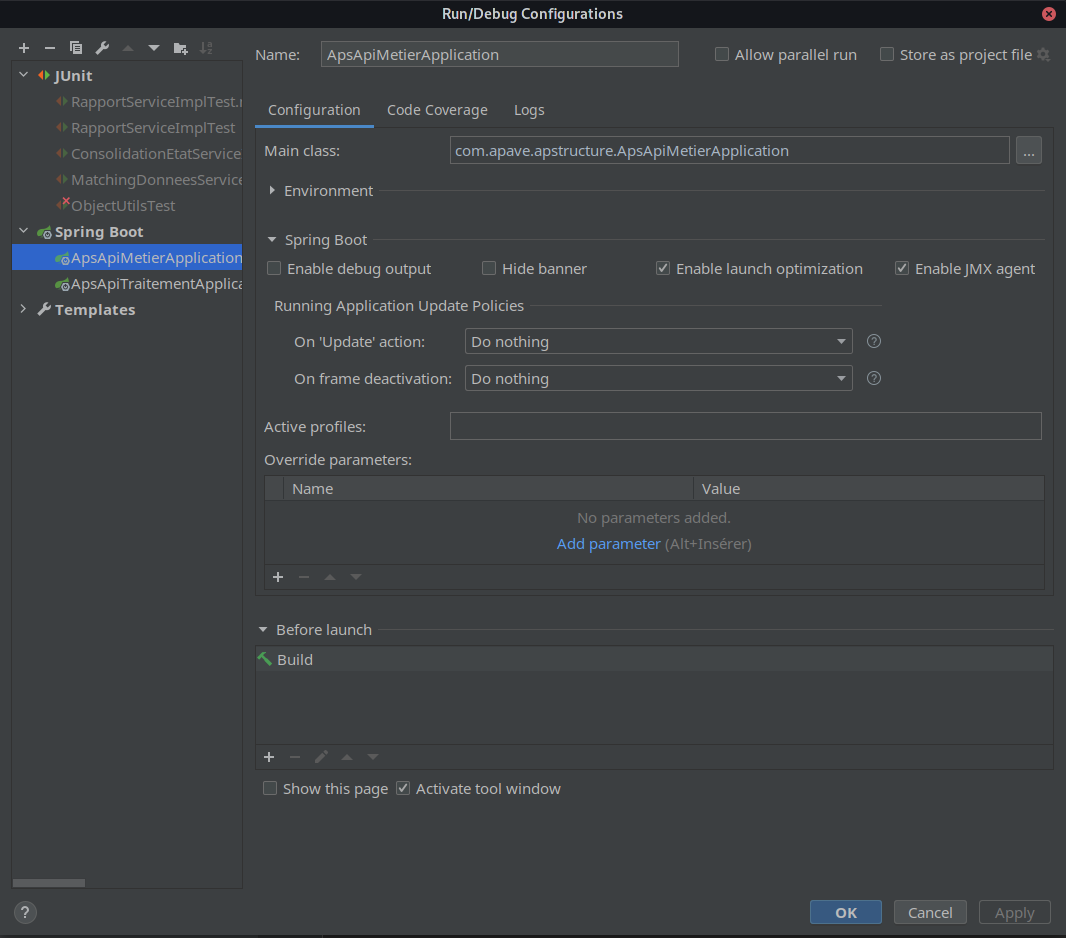 Run/Debug Configurations
JUnit
RapportServiceImplTest.
RapportServiceImplTest
ConsolidationEtatService
MatchingDonneesService
ObjectUtilsTest
Spring Boot
ApsApiMetierApplication
ApsApiTraitementApplica
Templates
Name: ApsApiMetierApplication Allow parallel run Store as project file
Configuration Code Coverage Logs
Main class: com.apave.apstructure.ApsApiMetierApplication ...
Environment
Spring Boot
Enable debug output Hide banner Enable launch optimization Enable JMX agent
Running Application Update Policies
On 'Update' action: Do nothing ?
On frame deactivation: Do nothing ?
Active profiles:
Override parameters:
Name Value
No parameters added.
Add parameter (Alt+Insérer)
Before launch
Build
Show this page Activate tool window
? OK Cancel Apply